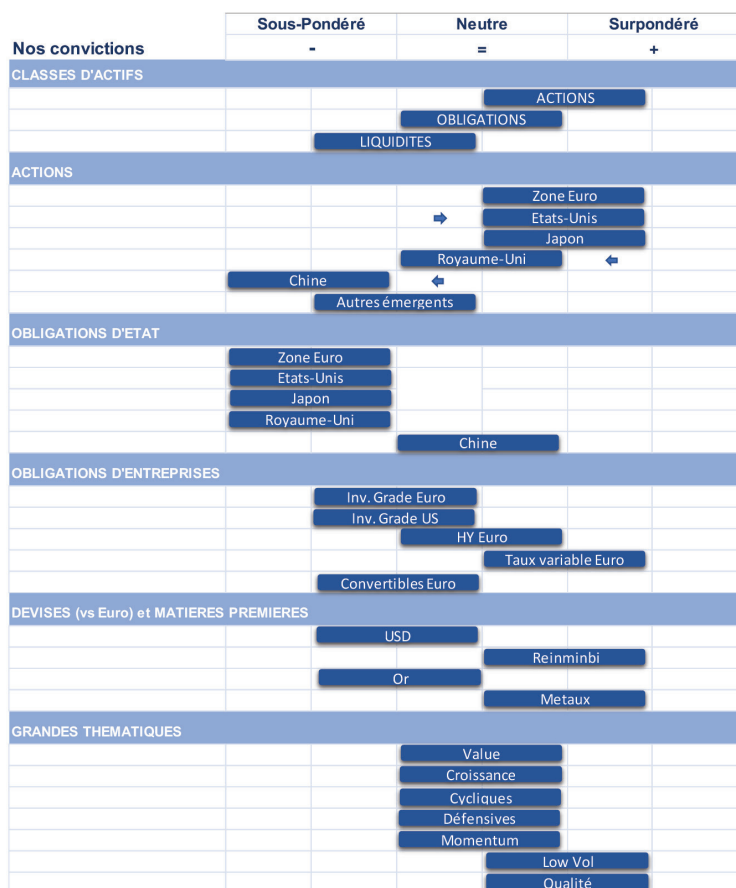 Sous-Pondéré Neutre Surpondéré
Nos convictions - = +
CLASSES D'ACTIFS
ACTIONS
OBLIGATIONS
LIQUIDITES
ACTIONS
Zone Euro
Etats-Unis
Japon
Royaume-Uni
Chine
Autres émergents
OBLIGATIONS D'ETAT
Zone Euro
Etats-Unis
Japon
Royaume-Uni
Chine
OBLIGATIONS D'ENTREPRISES
Inv. Grade Euro
Inv. Grade US
HY Euro
Taux variable Euro
Convertibles Euro
DEVISES (vs Euro) et MATIERES PREMIERES
USD
Reinminbi
Or
Metaux
GRANDES THEMATIQUES
Value
Croissance
Cycliques
Défensives
Momentum
Low Vol
Qualité